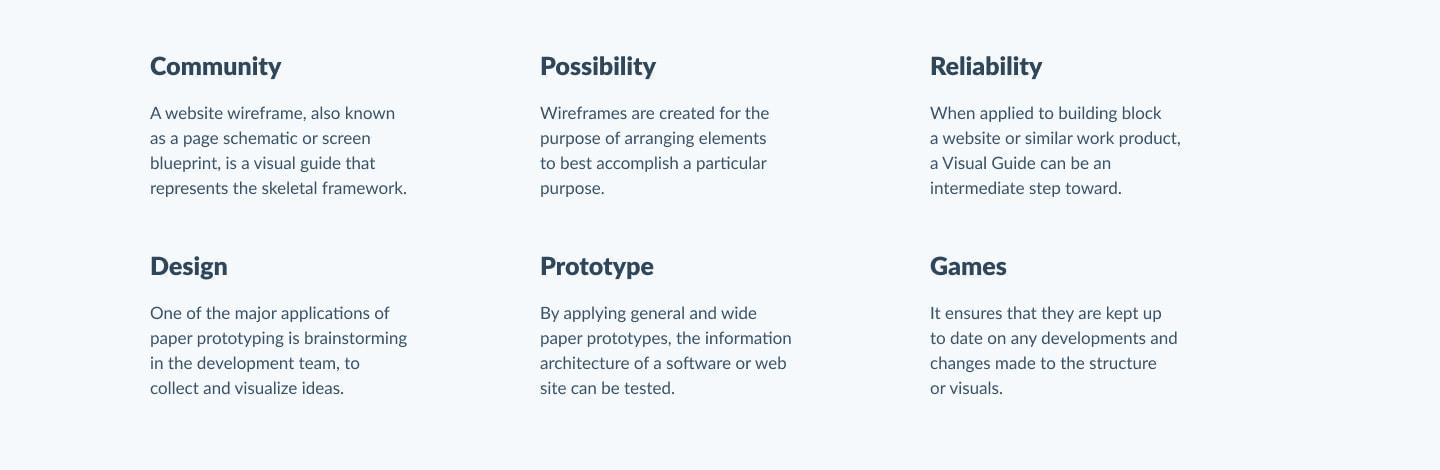 Community
A website wireframe, also known
as a page schematic or screen
blueprint, is a visual guide that
represents the skeletal framework.
Possibility
Wireframes are created for the
purpose of arranging elements
to best accomplish a particular
purpose.
Reliability
When applied to building block
a website or similar work product,
a Visual Guide can be an
intermediate step toward.
Design
One of the major applications of
paper prototyping is brainstorming
in the development team, to
collect and visualize ideas.
Prototype
By applying general and wide
paper prototypes, the information
architecture of a software or web
site can be tested.
Games
It ensures that they are kept up
to date on any developments and
changes made to the structure
or visuals.